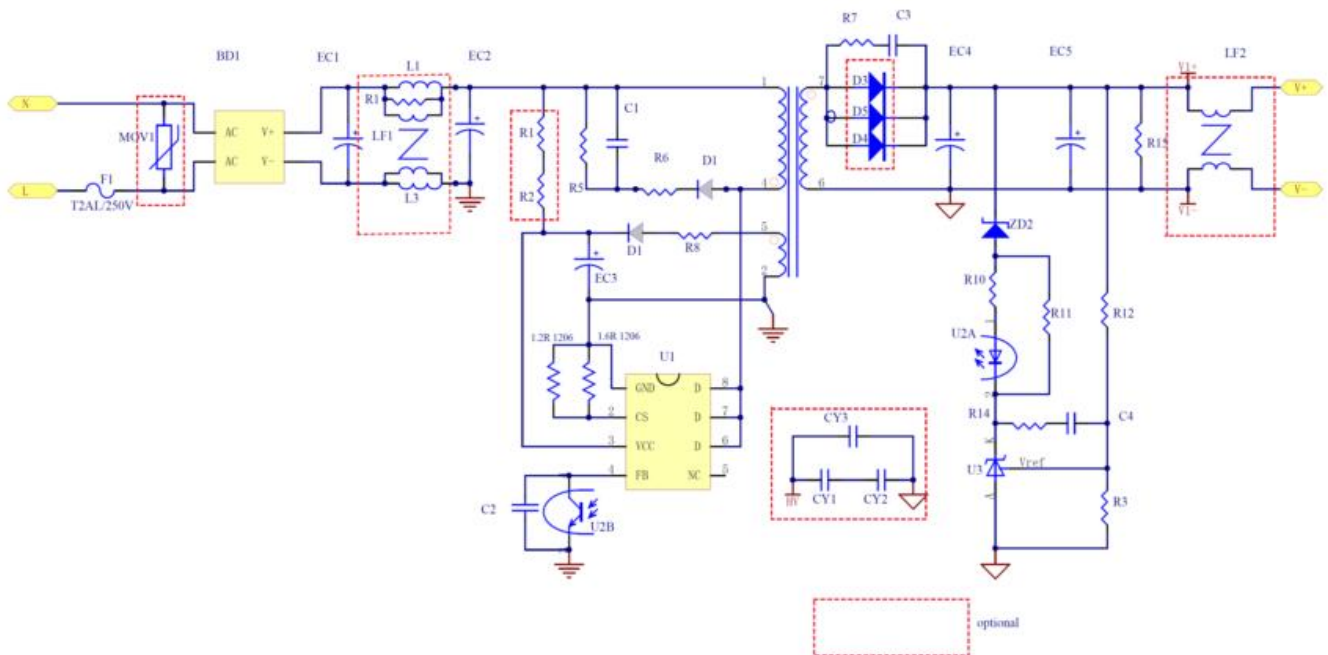 R7
C3
BD1
EC1
L1
EC2
EC4
EC5
LF2
1
7
D3
V1+
N
R1
C1
V+
MOV1
AC
V+
LF1
R1
D5
R15
AC
V-
D4
R6
D1
L
F1
R2
R5
4
6
V-
T2AL/250V
L3
V1-
5
ZD2
D1
R8
EC3
2
R10
R11
R12
1.2R 1206
1.6R 1206
1
U1
U2A
GND
D
8
2
CS
D
7
2
CY3
R14
C4
3
VCC
D
6
K
Vref
4
FB
NC
5
U3
HV
CY1
CY2
A
R3
C2
U2B
optional